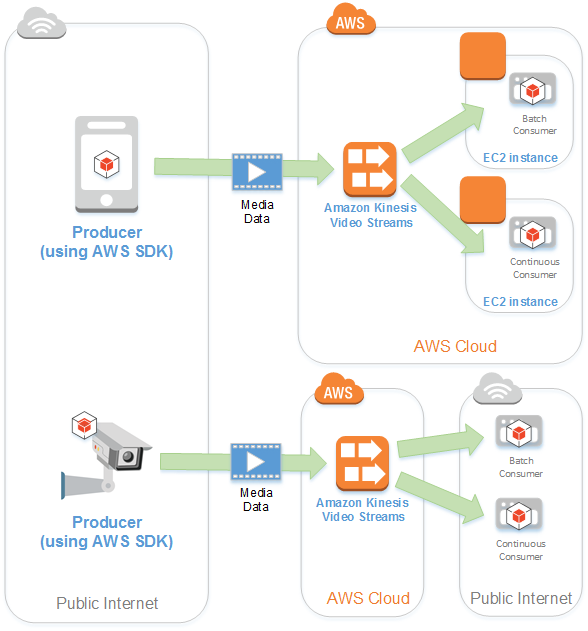 AWS
Batch
Consumer
EC2 instance
Producer
(using AWS SDK)
Media
Data
Amazon Kinesis
Video Streams
Continuous
Consumer
EC2 instance
AWS Cloud
AWS
Producer
(using AWS SDK)
Media
Data
Amazon Kinesis
Video Streams
Batch
Consumer
Continuous
Consumer
Public Internet
AWS Cloud
Public Internet